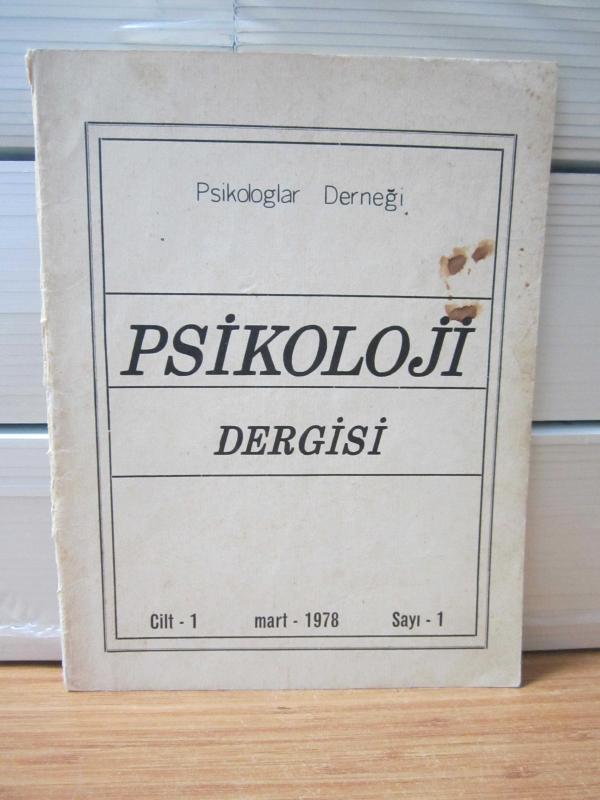 Psikologlar Derneği
PSİKOLOJİ
DERGİSİ
Cilt - 1 mart - 1978 Sayı - 1